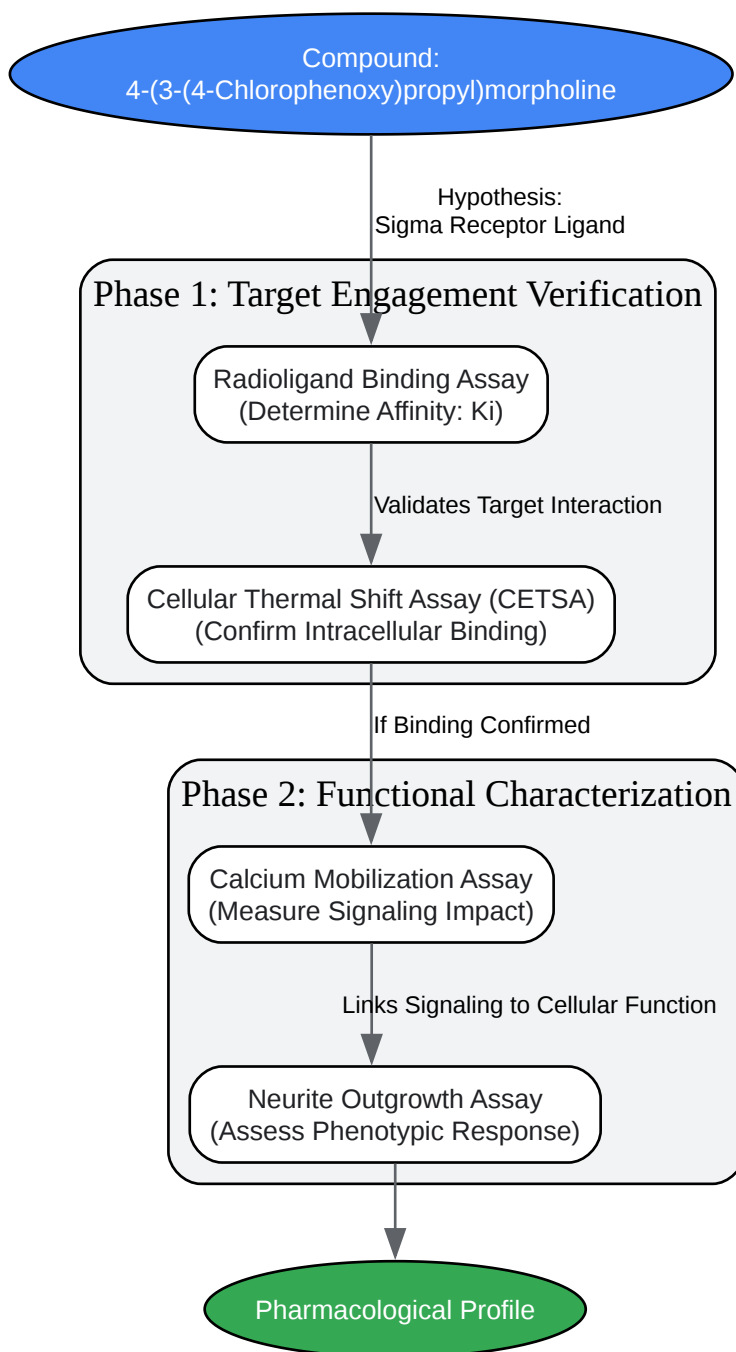 Compound:
4-(3-(4-Chlorophenoxy)propyl)morpholine
Hypothesis:
Sigma Receptor Ligand
Phase 1: Target Engagement Verification
Radioligand Binding Assay
(Determine Affinity: Ki)
Validates Target Interaction
Cellular Thermal Shift Assay (CETSA)
(Confirm Intracellular Binding)
If Binding Confirmed
Phase 2: Functional Characterization
Calcium Mobilization Assay
(Measure Signaling Impact)
Links Signaling to Cellular Function
Neurite Outgrowth Assay
(Assess Phenotypic Response)
Pharmacological Profile